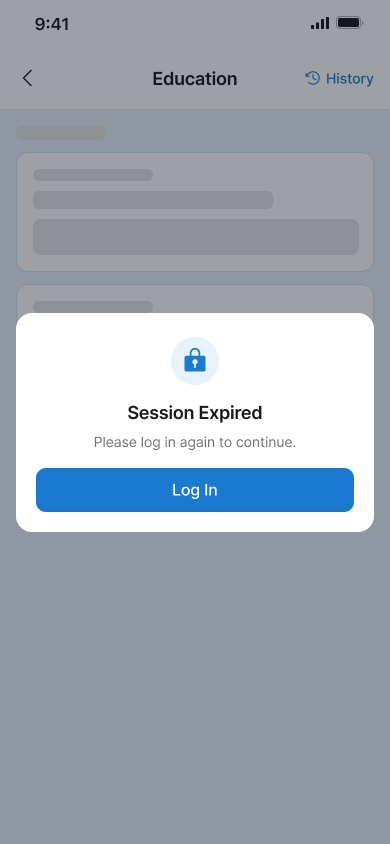 9:41
Education
History
Session Expired
Please log in again to continue.
Log In